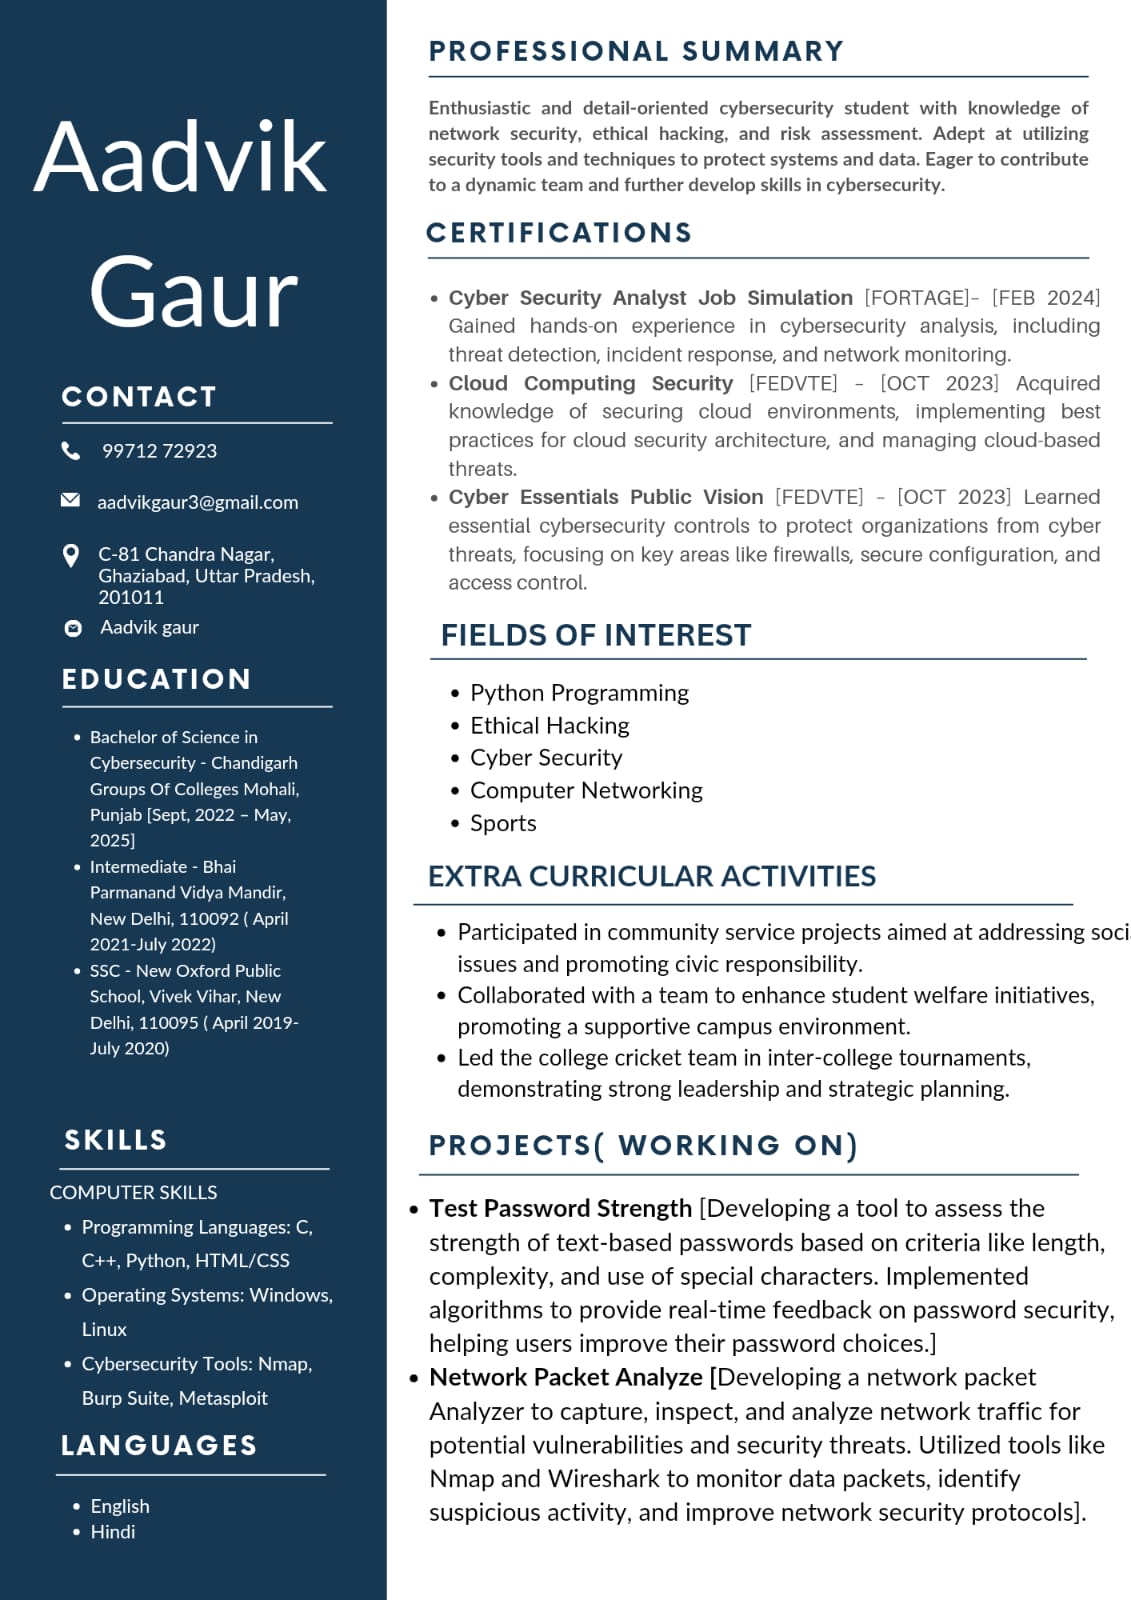 Aadvik
Gaur
CONTACT
99712 72923
aadvikgaur3@gmail.com
C-81 Chandra Nagar,
Ghaziabad, Uttar Pradesh,
201011
Aadvik gaur
EDUCATION
• Bachelor of Science in
Cybersecurity - Chandigarh
Groups Of Colleges Mohali,
Punjab [Sept, 2022 – May,
2025]
• Intermediate - Bhai
Parmanand Vidya Mandir,
New Delhi, 110092 ( April
2021-July 2022)
• SSC - New Oxford Public
School, Vivek Vihar, New
Delhi, 110095 ( April 2019-
July 2020)
SKILLS
COMPUTER SKILLS
• Programming Languages: C,
C++, Python, HTML/CSS
• Operating Systems: Windows,
Linux
• Cybersecurity Tools: Nmap,
Burp Suite, Metasploit
LANGUAGES
• English
• Hindi
PROFESSIONAL SUMMARY
Enthusiastic and detail-oriented cybersecurity student with knowledge of
network security, ethical hacking, and risk assessment. Adept at utilizing
security tools and techniques to protect systems and data. Eager to contribute
to a dynamic team and further develop skills in cybersecurity.
CERTIFICATIONS
• Cyber Security Analyst Job Simulation [FORTAGE]– [FEB 2024]
Gained hands-on experience in cybersecurity analysis, including
threat detection, incident response, and network monitoring.
• Cloud Computing Security [FEDVTE] – [OCT 2023] Acquired
knowledge of securing cloud environments, implementing best
practices for cloud security architecture, and managing cloud-based
threats.
• Cyber Essentials Public Vision [FEDVTE] – [OCT 2023] Learned
essential cybersecurity controls to protect organizations from cyber
threats, focusing on key areas like firewalls, secure configuration, and
access control.
FIELDS OF INTEREST
• Python Programming
• Ethical Hacking
• Cyber Security
• Computer Networking
• Sports
EXTRA CURRICULAR ACTIVITIES
• Participated in community service projects aimed at addressing soci
issues and promoting civic responsibility.
• Collaborated with a team to enhance student welfare initiatives,
promoting a supportive campus environment.
• Led the college cricket team in inter-college tournaments,
demonstrating strong leadership and strategic planning.
PROJECTS( WORKING ON)
• Test Password Strength [Developing a tool to assess the
strength of text-based passwords based on criteria like length,
complexity, and use of special characters. Implemented
algorithms to provide real-time feedback on password security,
helping users improve their password choices.]
• Network Packet Analyze [Developing a network packet
Analyzer to capture, inspect, and analyze network traffic for
potential vulnerabilities and security threats. Utilized tools like
Nmap and Wireshark to monitor data packets, identify
suspicious activity, and improve network security protocols].